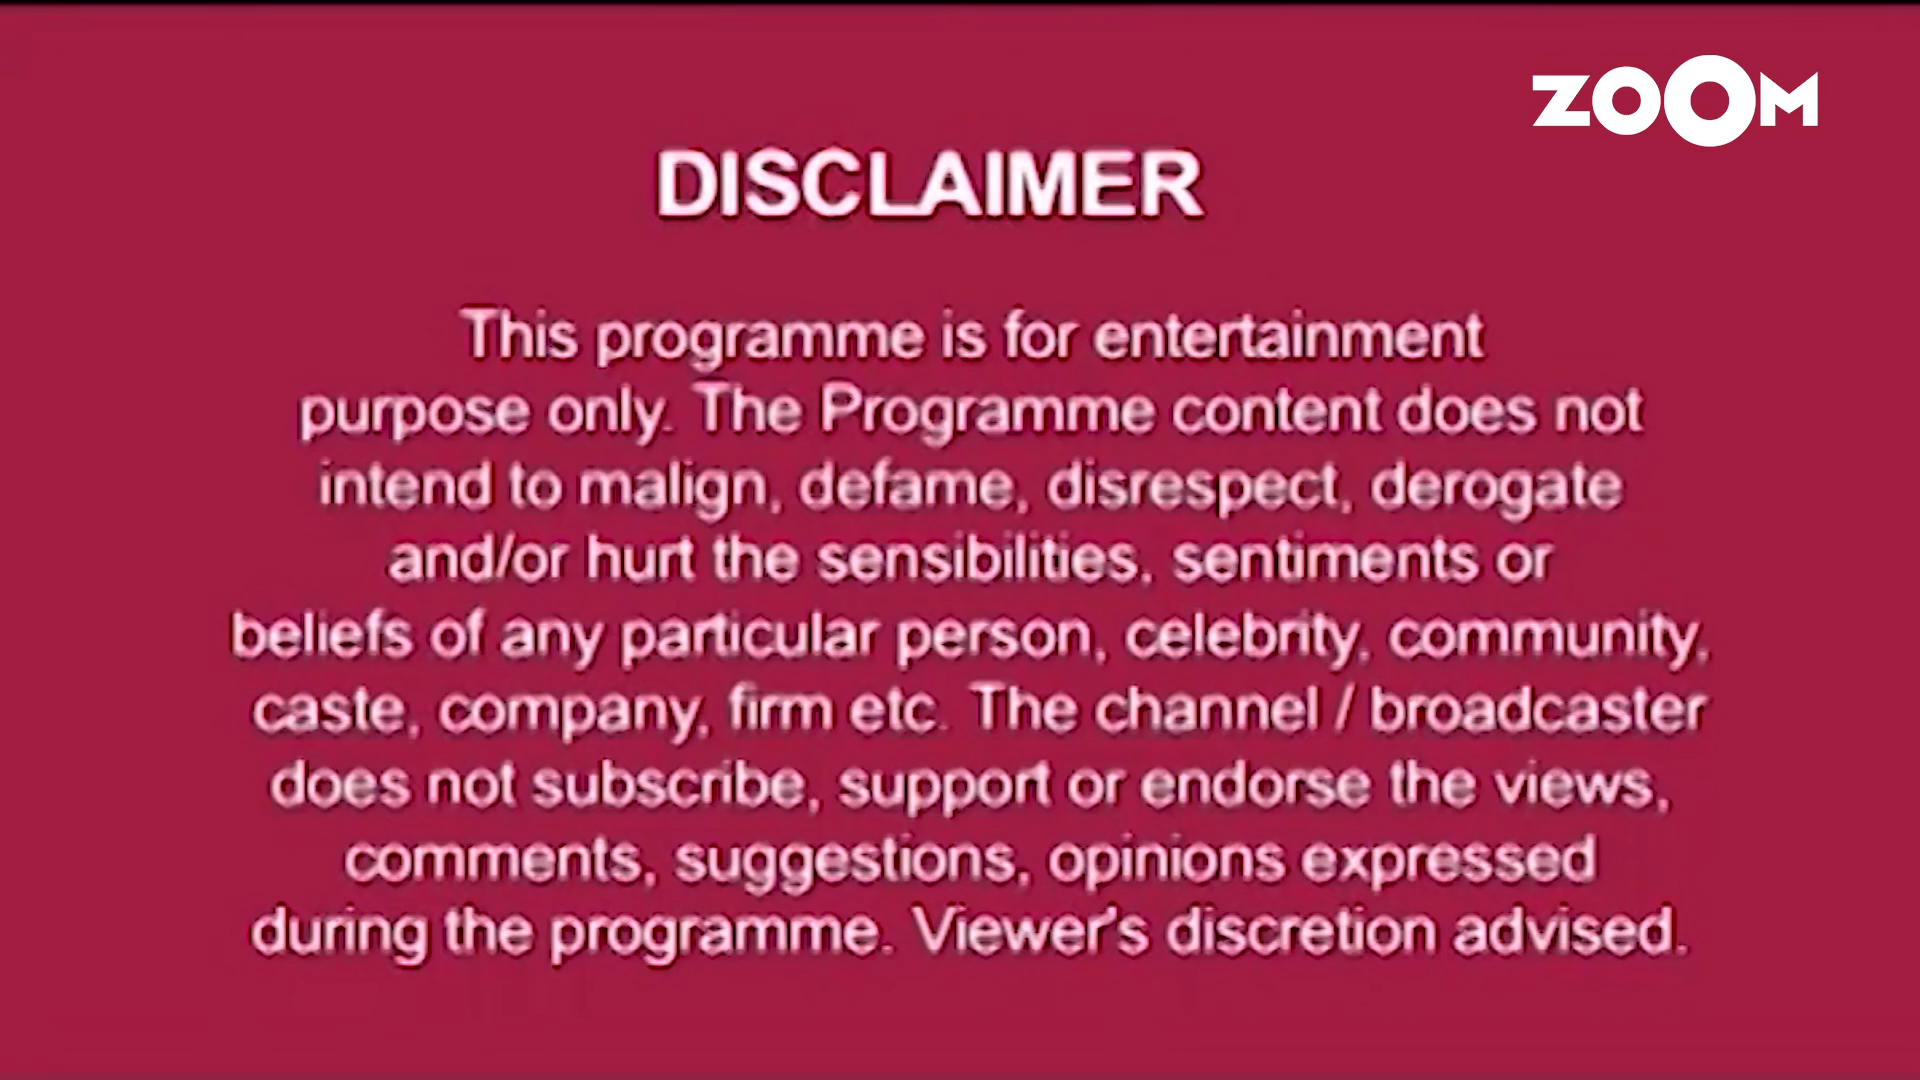 ZOOM
DISCLAIMER
This programme is for entertainment
purpose only. The Programme content does not
intend to malign, defame, disrespect, derogate
and/or hurt the sensibilities, sentiments or
beliefs of any particular person, celebrity, community,
caste, company, firm etc. The channel / broadcaster
does not subscribe, support or endorse the views,
comments, suggestions, opinions expressed
during the programme. Viewer's discretion advised.